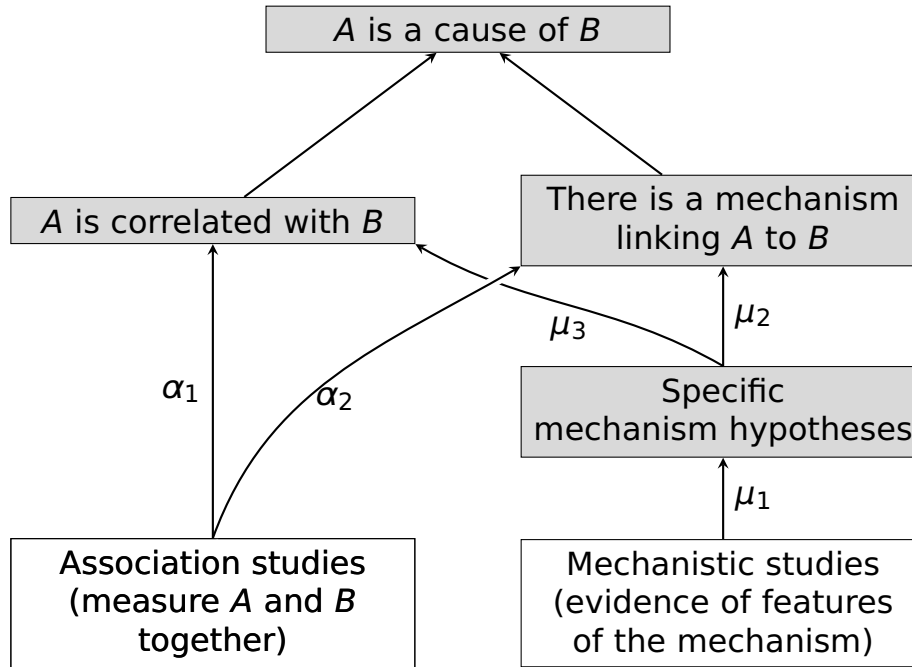 A is a cause of B
A is correlated with B
There is a mechanism
linking A to B
μ3
μ2
α1
α2
Specific
mechanism hypotheses
μ1
Association studies
(measure A and B
together)
Mechanistic studies
(evidence of features
of the mechanism)